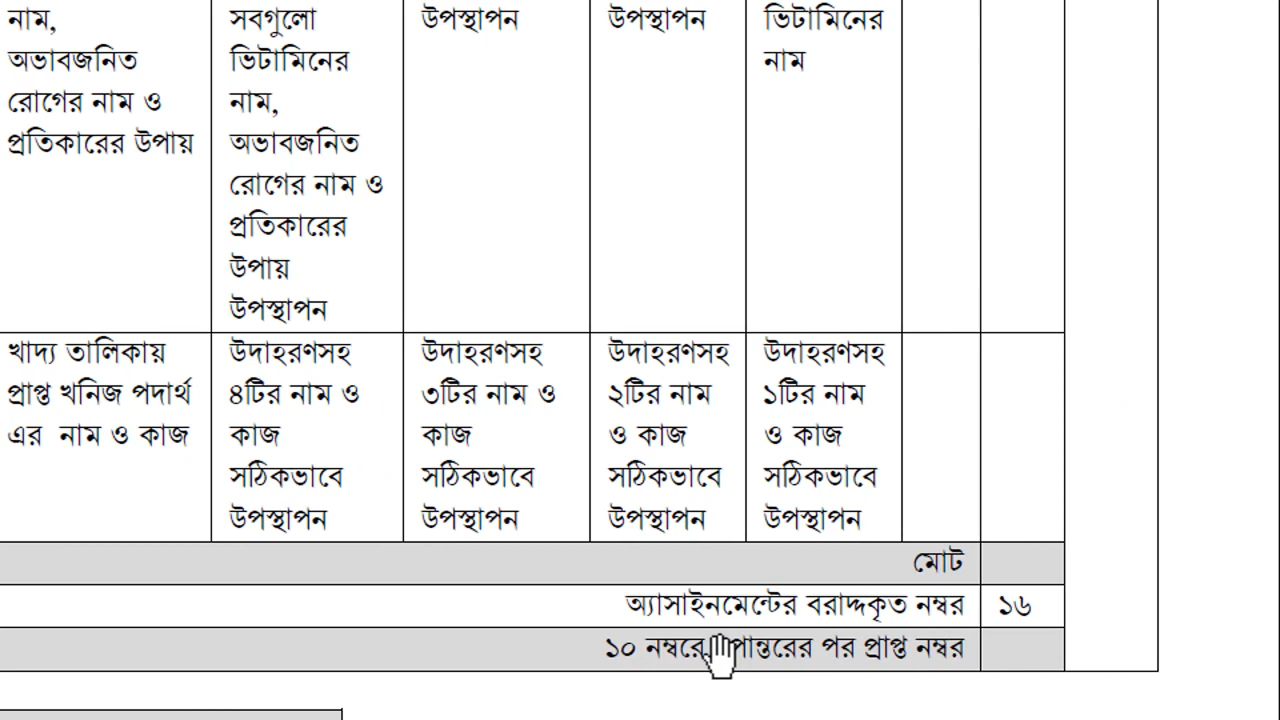 নাম,
অভাবজনিত
রোগের নাম ও
প্রতিকারের উপায়
সবগুলো
ভিটামিনের
নাম,
অভাবজনিত
রোগের নাম ও
প্রতিকারের
উপায়
উপস্থাপন
উপস্থাপন
উপস্থাপন
ভিটামিনের
নাম
খাদ্য তালিকায়
প্রাপ্ত খনিজ পদার্থ
এর নাম ও কাজ
উদাহরণসহ
৪টির নাম ও
কাজ
সঠিকভাবে
উপস্থাপন
উদাহরণসহ
৩টির নাম ও
কাজ
সঠিকভাবে
উপস্থাপন
উদাহরণসহ
২টির নাম
ও কাজ
সঠিকভাবে
উপস্থাপন
উদাহরণসহ
১টির নাম
ও কাজ
সঠিকভাবে
উপস্থাপন
মোট
অ্যাসাইনমেন্টের বরাদ্দকৃত নম্বর ১৬
১০ নম্বরে পর প্রাপ্ত নম্বর